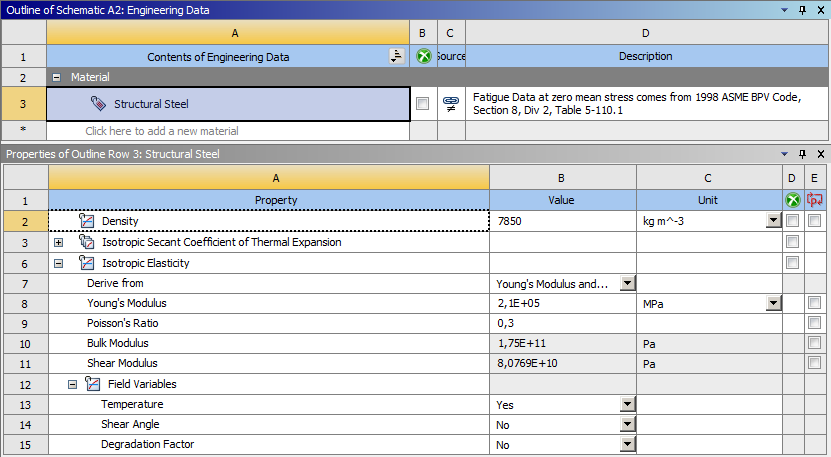 Outline of Schematic A2: Engineering Data
A B C D
1 Contents of Engineering Data Source Description
2 Material
3 Structural Steel Fatigue Data at zero mean stress comes from 1998 ASME BPV Code,
Section 8, Div 2, Table 5-110.1
* Click here to add a new material
Properties of Outline Row 3: Structural Steel
A B C D E
1 Property Value Unit
2 Density 7850 kg m^-3
3 Isotropic Secant Coefficient of Thermal Expansion
6 Isotropic Elasticity
7 Derive from Young's Modulus and...
8 Young's Modulus 2,1E+05 MPa
9 Poisson's Ratio 0,3
10 Bulk Modulus 1,75E+11 Pa
11 Shear Modulus 8,0769E+10 Pa
12 Field Variables
13 Temperature Yes
14 Shear Angle No
15 Degradation Factor No